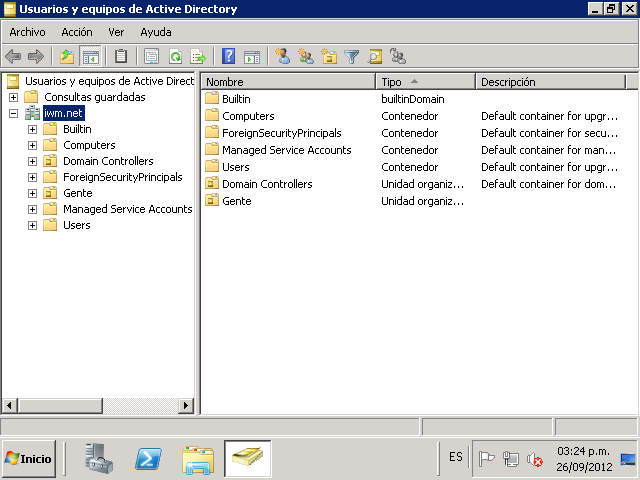 Usuarios y equipos de Active Directory
Archivo Acción Ver Ayuda
Usuarios y equipos de Active Direct
Consultas guardadas
iwm.net
Builtin
Computers
Domain Controllers
ForeignSecurityPrincipals
Gente
Managed Service Accounts
Users
Nombre Tipo Descripción
Builtin builtinDomain
Computers Contenedor Default container for upgr...
ForeignSecurityPrincipals Contenedor Default container for secu...
Managed Service Accounts Contenedor Default container for man...
Users Contenedor Default container for upgr...
Domain Controllers Unidad organiz... Default container for dom...
Gente Unidad organiz...
Inicio ES 03:24 p.m.
26/09/2012